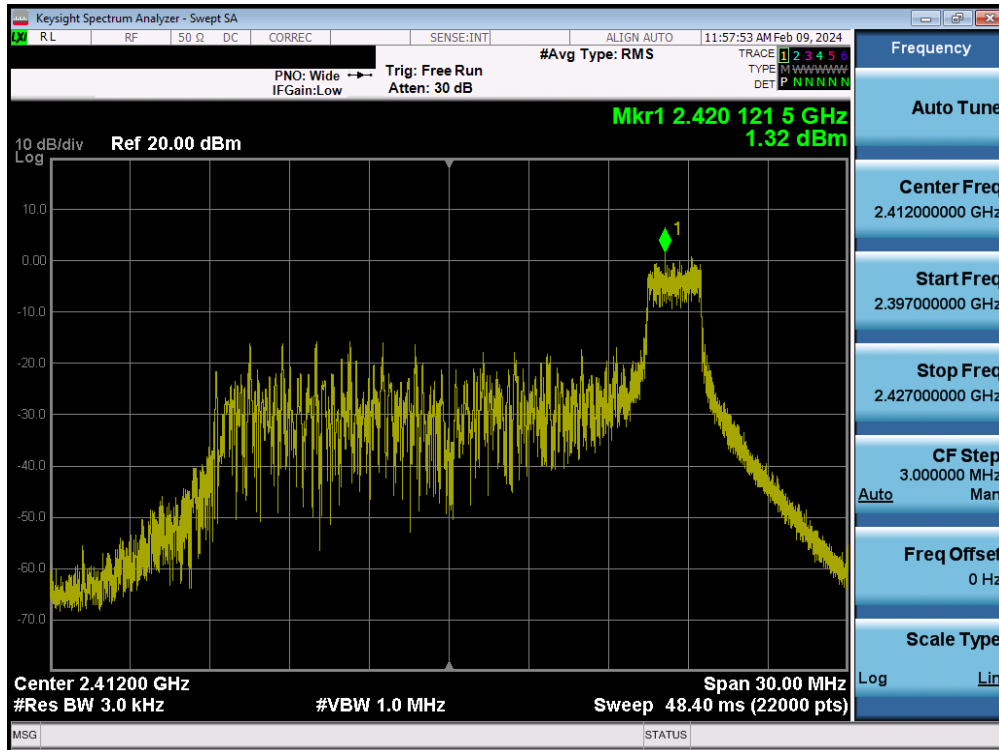 Keysight Spectrum Analyzer - Swept SA
LXI RL RF 50 Ω DC CORREC SENSE:INT ALIGN AUTO 11:57:53 AM Feb 09, 2024
#Avg Type: RMS TRACE 1 2 3 4 5 6
PNO: Wide Trig: Free Run TYPE M W W W W W
IFGain:Low Atten: 30 dB DET P N N N N N
Mkr1 2.420 121 5 GHz
1.32 dBm
10 dB/div Ref 20.00 dBm
Log
10.0
1
0.00
-10.0
-20.0
-30.0
-40.0
-50.0
-60.0
-70.0
Center 2.41200 GHz Span 30.00 MHz
#Res BW 3.0 kHz #VBW 1.0 MHz Sweep 48.40 ms (22000 pts)
MSG STATUS
Frequency
Auto Tune
Center Freq
2.412000000 GHz
Start Freq
2.397000000 GHz
Stop Freq
2.427000000 GHz
CF Step
3.000000 MHz
Auto Man
Freq Offset
0 Hz
Scale Type
Log Lin